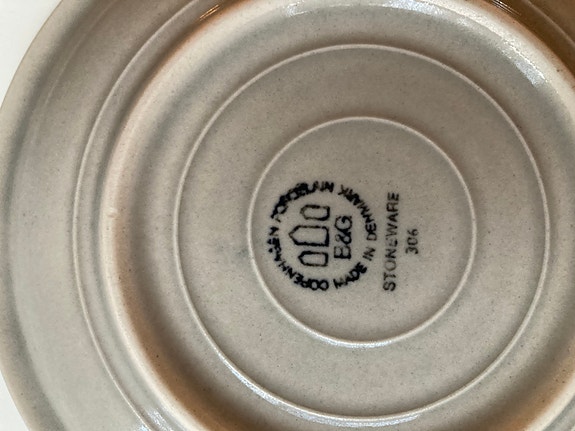 COPENHAGEN PORCELAIN
B&G
MADE IN DENMARK
STONEWARE
306